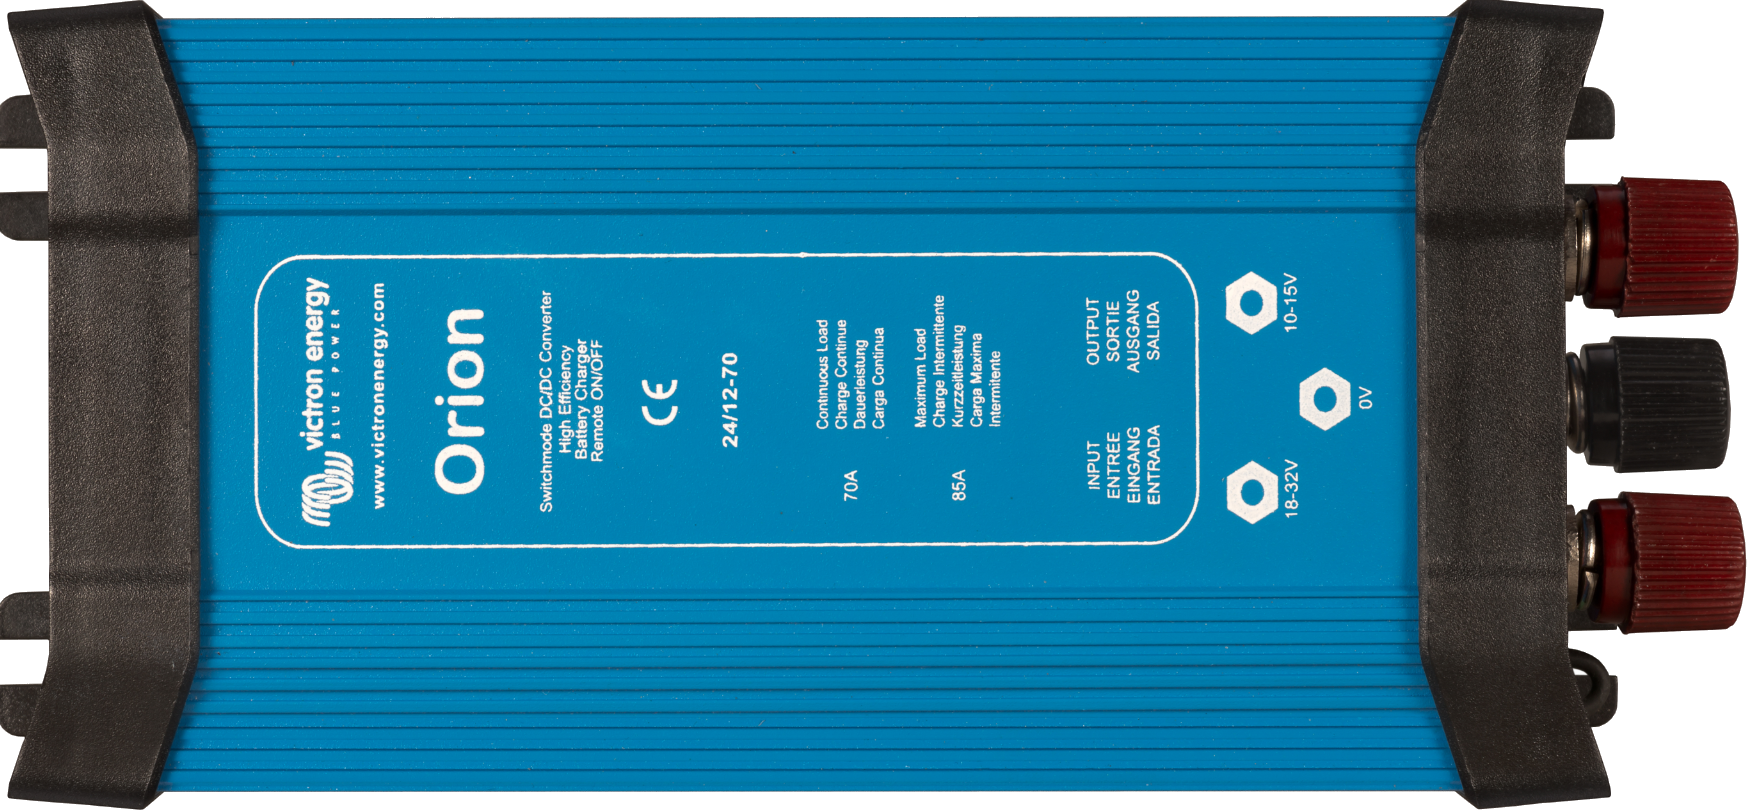 victron energy
BLUE POWER
www.victronenergy.com
Orion
Switchmode DC/DC Converter
High Efficiency
Battery Charger
Remote ON/OFF
CE
24/12-70
70A
Continuous Load
Charge Continue
Dauerleistung
Carga Continua
85A
Maximum Load
Charge Intermittente
Kurzzeitleistung
Carga Maxima
Intermitente
INPUT
ENTREE
EINGANG
ENTRADA
OUTPUT
SORTIE
AUSGANG
SALIDA
18-32V
0V
10-15V